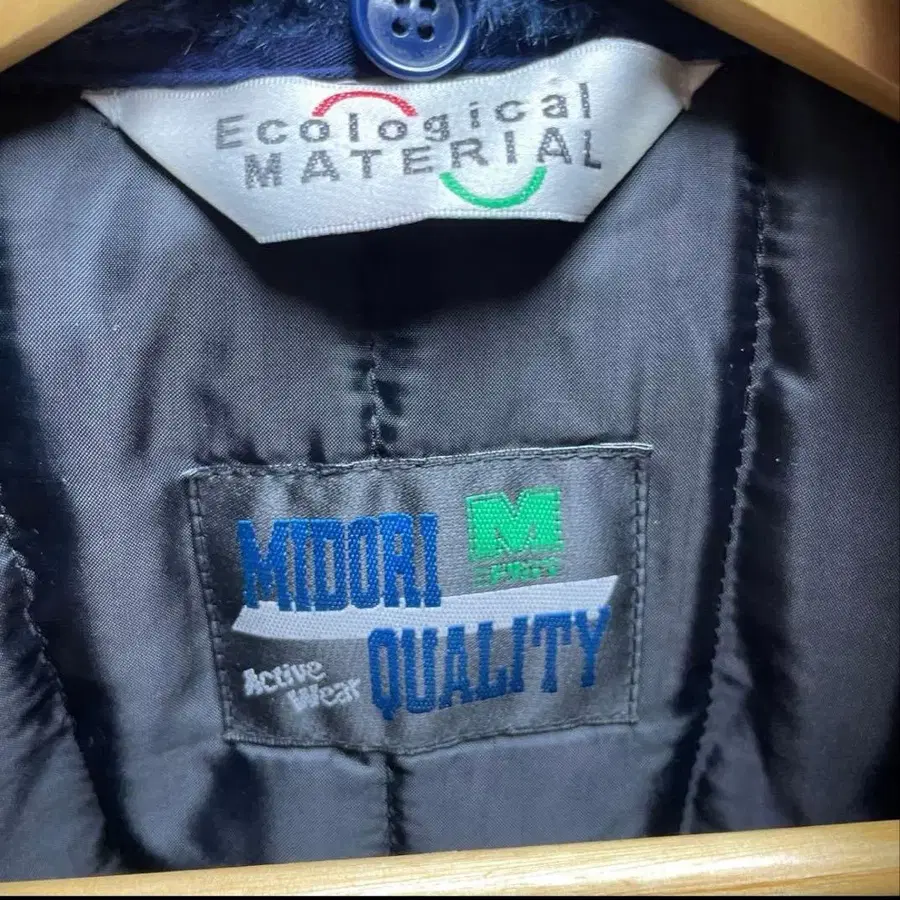 Ecological
MATERIAL
MIDORI
M
QUALITY
Active
Wear